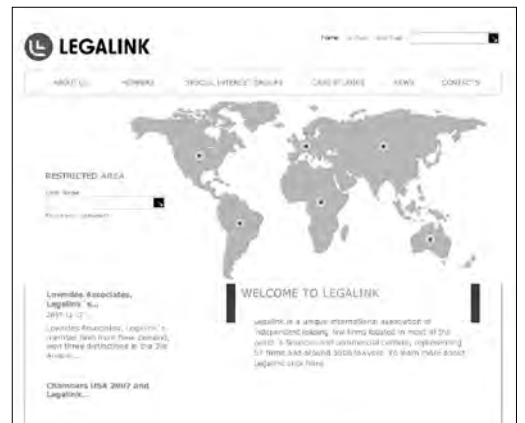 LEGALINK
Home
ABOUT US MEMBERS SPECIAL INTEREST GROUPS CASE STUDIES NEWS CONTACTS
RESTRICTED AREA
User Name
Lowndes Associates,
Legalink´s...
Lowndes Associates, Legalink´s
member firm from New Zealand,
won three distinctions in the
Chambers USA 2007 and
Legalink...
WELCOME TO LEGALINK
Legalink is a unique international association of
independent leading law firms located in most of the
world´s financial and commercial centers, representing
57 firms and around lawyers. To learn more about
Legalink click here